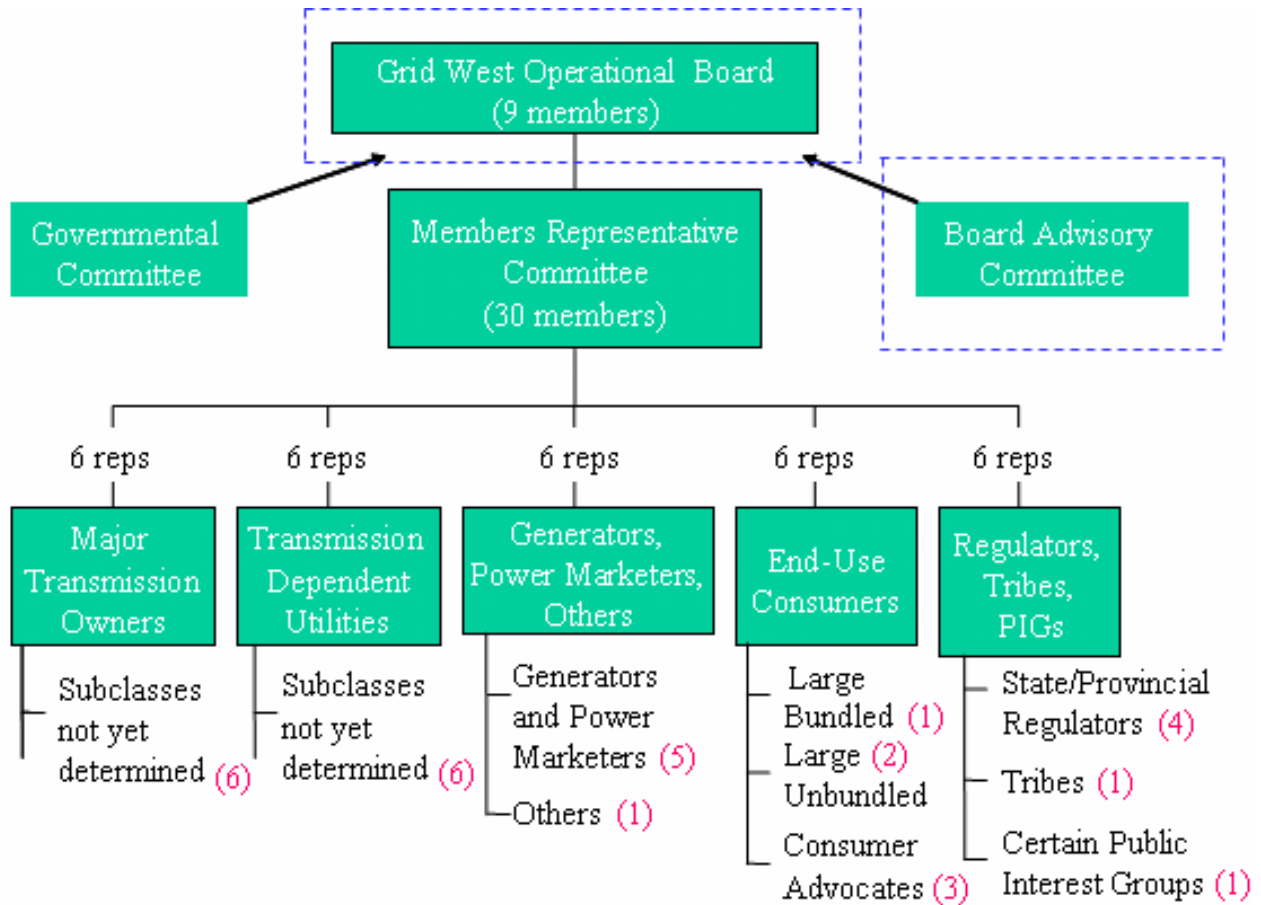 Grid West Operational Board
(9 members)
Governmental
Committee
Members Representative
Committee
(30 members)
Board Advisory
Committee
6 reps
6 reps
6 reps
6 reps
6 reps
Major
Transmission
Owners
Subclasses
not yet
determined (6)
Transmission
Dependent
Utilities
Subclasses
not yet
determined (6)
Generators,
Power Marketers,
Others
Generators
and Power
Marketers (5)
Others (1)
End-Use
Consumers
Large
Bundled (1)
Large (2)
Unbundled
Consumer
Advocates (3)
Regulators,
Tribes,
PIGs
State/Provincial
Regulators (4)
Tribes (1)
Certain Public
Interest Groups (1)